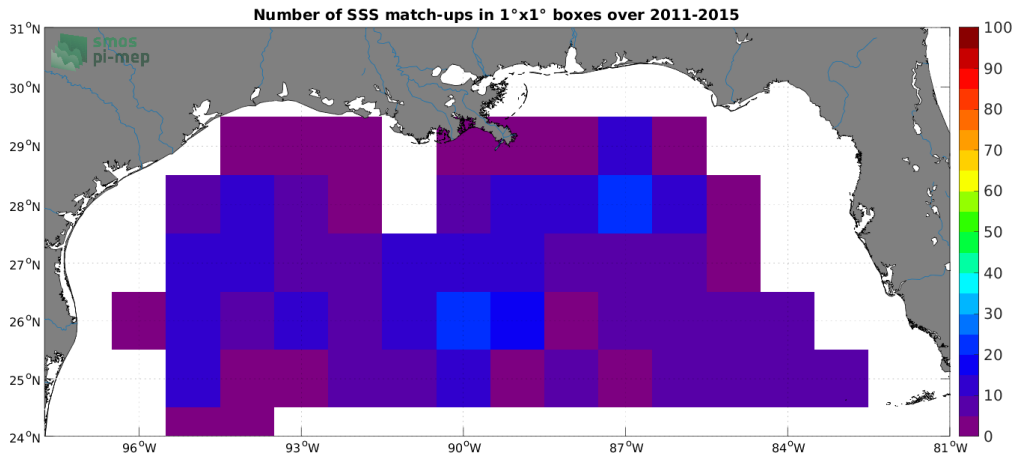 Number of SSS match-ups in 1°x1° boxes over 2011-2015
smos
pi-mep
31°N
30°N
29°N
28°N
27°N
26°N
25°N
24°N
96°W
93°W
90°W
87°W
84°W
81°W
100
90
80
70
60
50
40
30
20
10
0